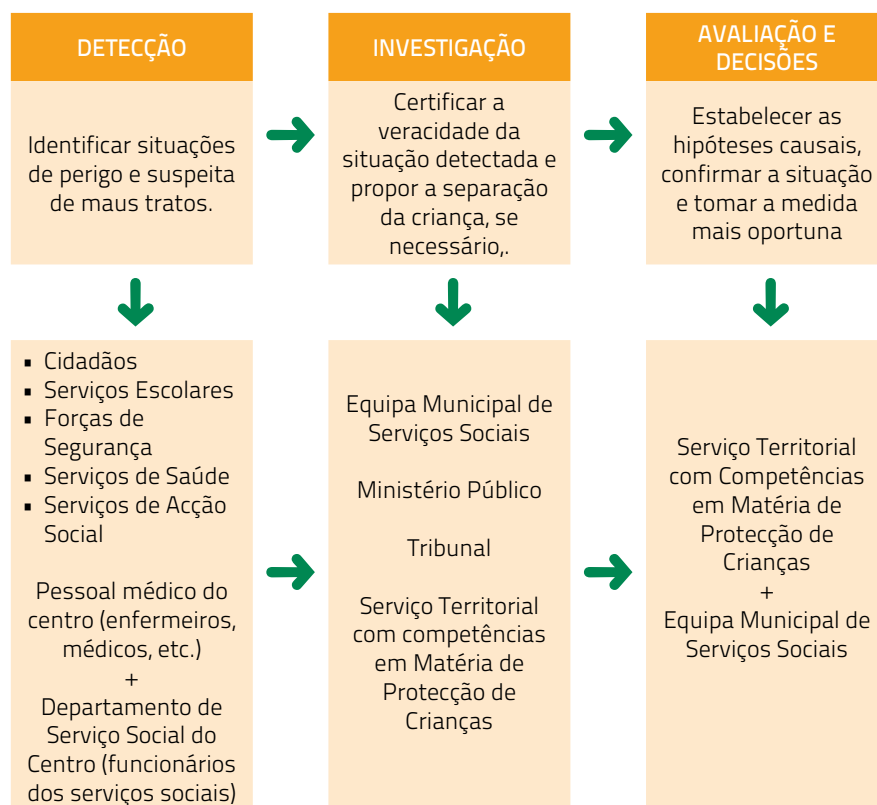 DETECÇÃO
Identificar situações
de perigo e suspeita
de maus tratos.
INVESTIGAÇÃO
Certificar a
veracidade da
situação detectada e
propor a separação
da criança, se
necessário,.
AVALIAÇÃO E
DECISÕES
Estabelecer as
hipóteses causais,
confirmar a situação
e tomar a medida
mais oportuna
▪ Cidadãos
▪ Serviços Escolares
▪ Forças de
Segurança
▪ Serviços de Saúde
▪ Serviços de Acção
Social
Pessoal médico do
centro (enfermeiros,
médicos, etc.)
+
Departamento de
Serviço Social do
Centro (funcionários
dos serviços sociais)
Equipa Municipal de
Serviços Sociais
Ministério Público
Tribunal
Serviço Territorial
com competências
em Matéria de
Protecção de
Crianças
Serviço Territorial
com Competências
em Matéria de
Protecção de
Crianças
+
Equipa Municipal de
Serviços Sociais